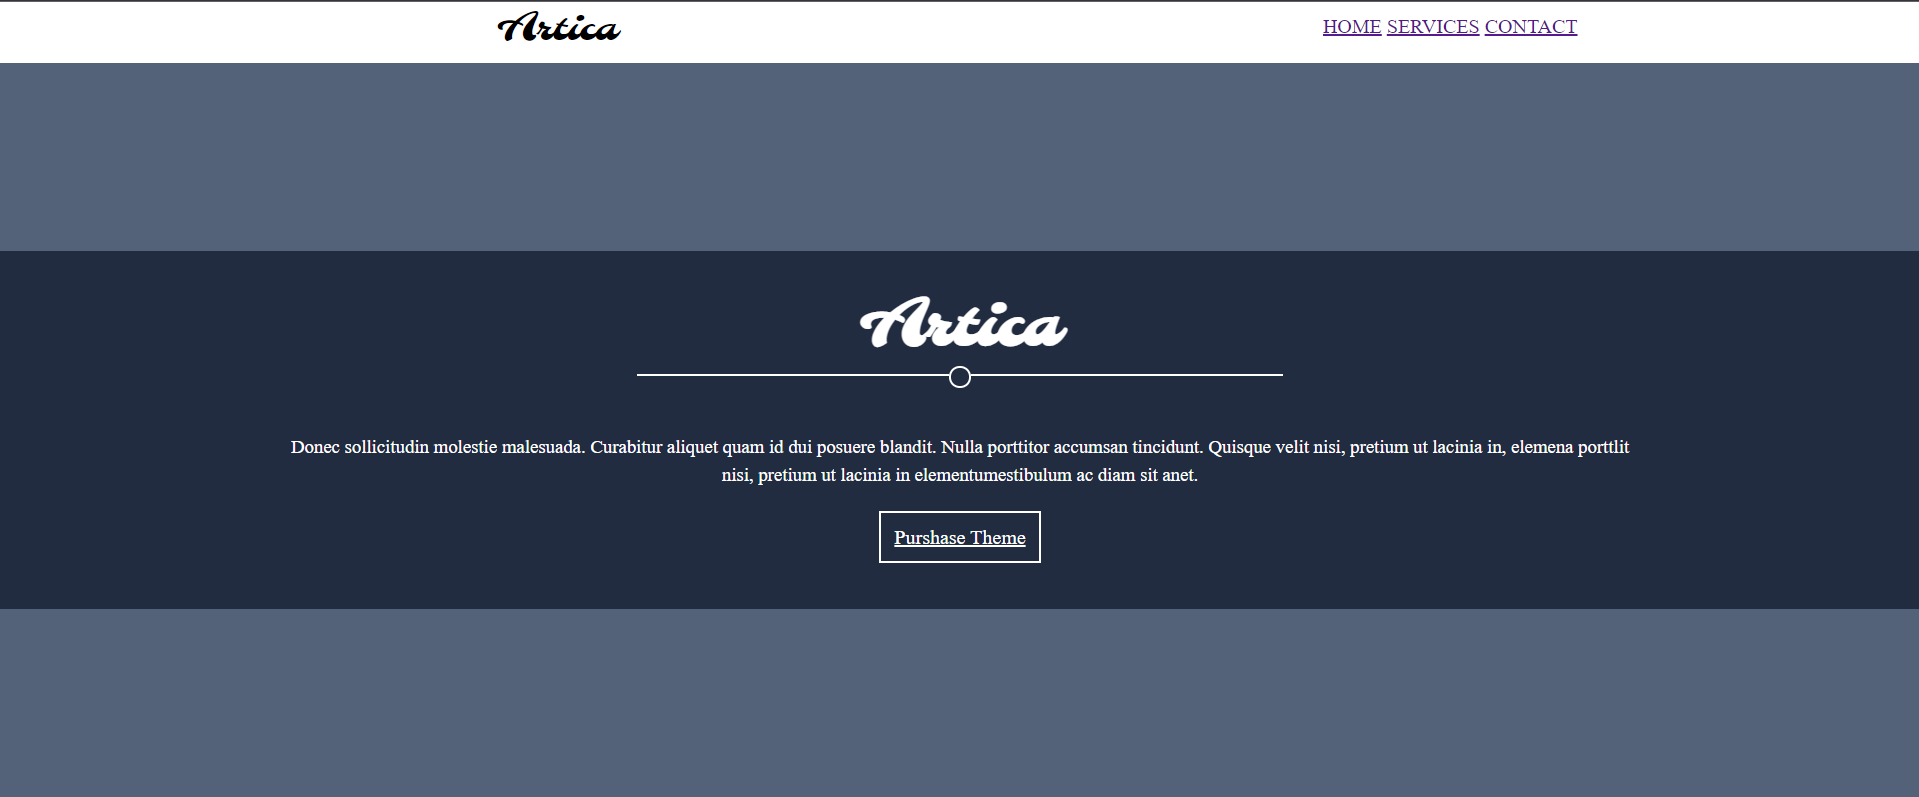 Artica
HOME SERVICES CONTACT
Artica
Donec sollicitudin molestie malesuada. Curabitur aliquet quam id dui posuere blandit. Nulla porttitor accumsan tincidunt. Quisque velit nisi, pretium ut lacinia in, elemena porttlit
nisi, pretium ut lacinia in elementumestibulum ac diam sit anet.
Purshase Theme